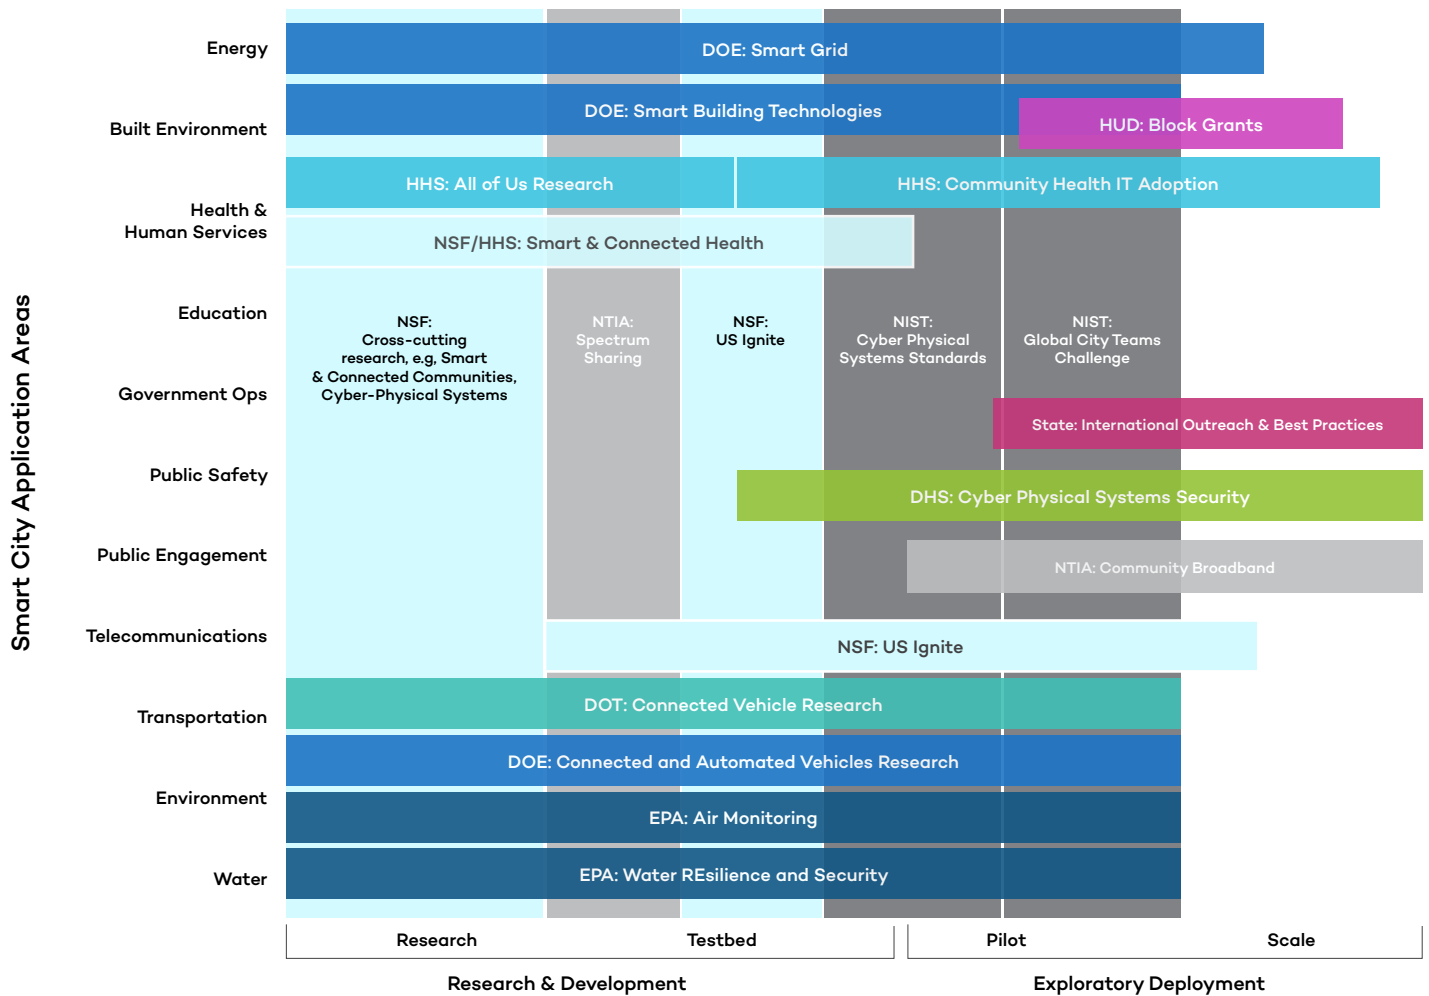 Smart City Application Areas
Energy
DOE: Smart Grid
Built Environment
DOE: Smart Building Technologies
HUD: Block Grants
Health &
Human Services
HHS: All of Us Research
HHS: Community Health IT Adoption
NSF/HHS: Smart & Connected Health
Education
NSF:
Cross-cutting
research, e.g, Smart
& Connected Communities,
Cyber-Physical Systems
NTIA:
Spectrum
Sharing
NSF:
US Ignite
NIST:
Cyber Physical
Systems Standards
NIST:
Global City Teams
Challenge
Government Ops
State: International Outreach & Best Practices
Public Safety
DHS: Cyber Physical Systems Security
Public Engagement
NTIA: Community Broadband
Telecommunications
NSF: US Ignite
Transportation
DOT: Connected Vehicle Research
DOE: Connected and Automated Vehicles Research
Environment
EPA: Air Monitoring
Water
EPA: Water REsilience and Security
Research
Testbed
Pilot
Scale
Research & Development
Exploratory Deployment